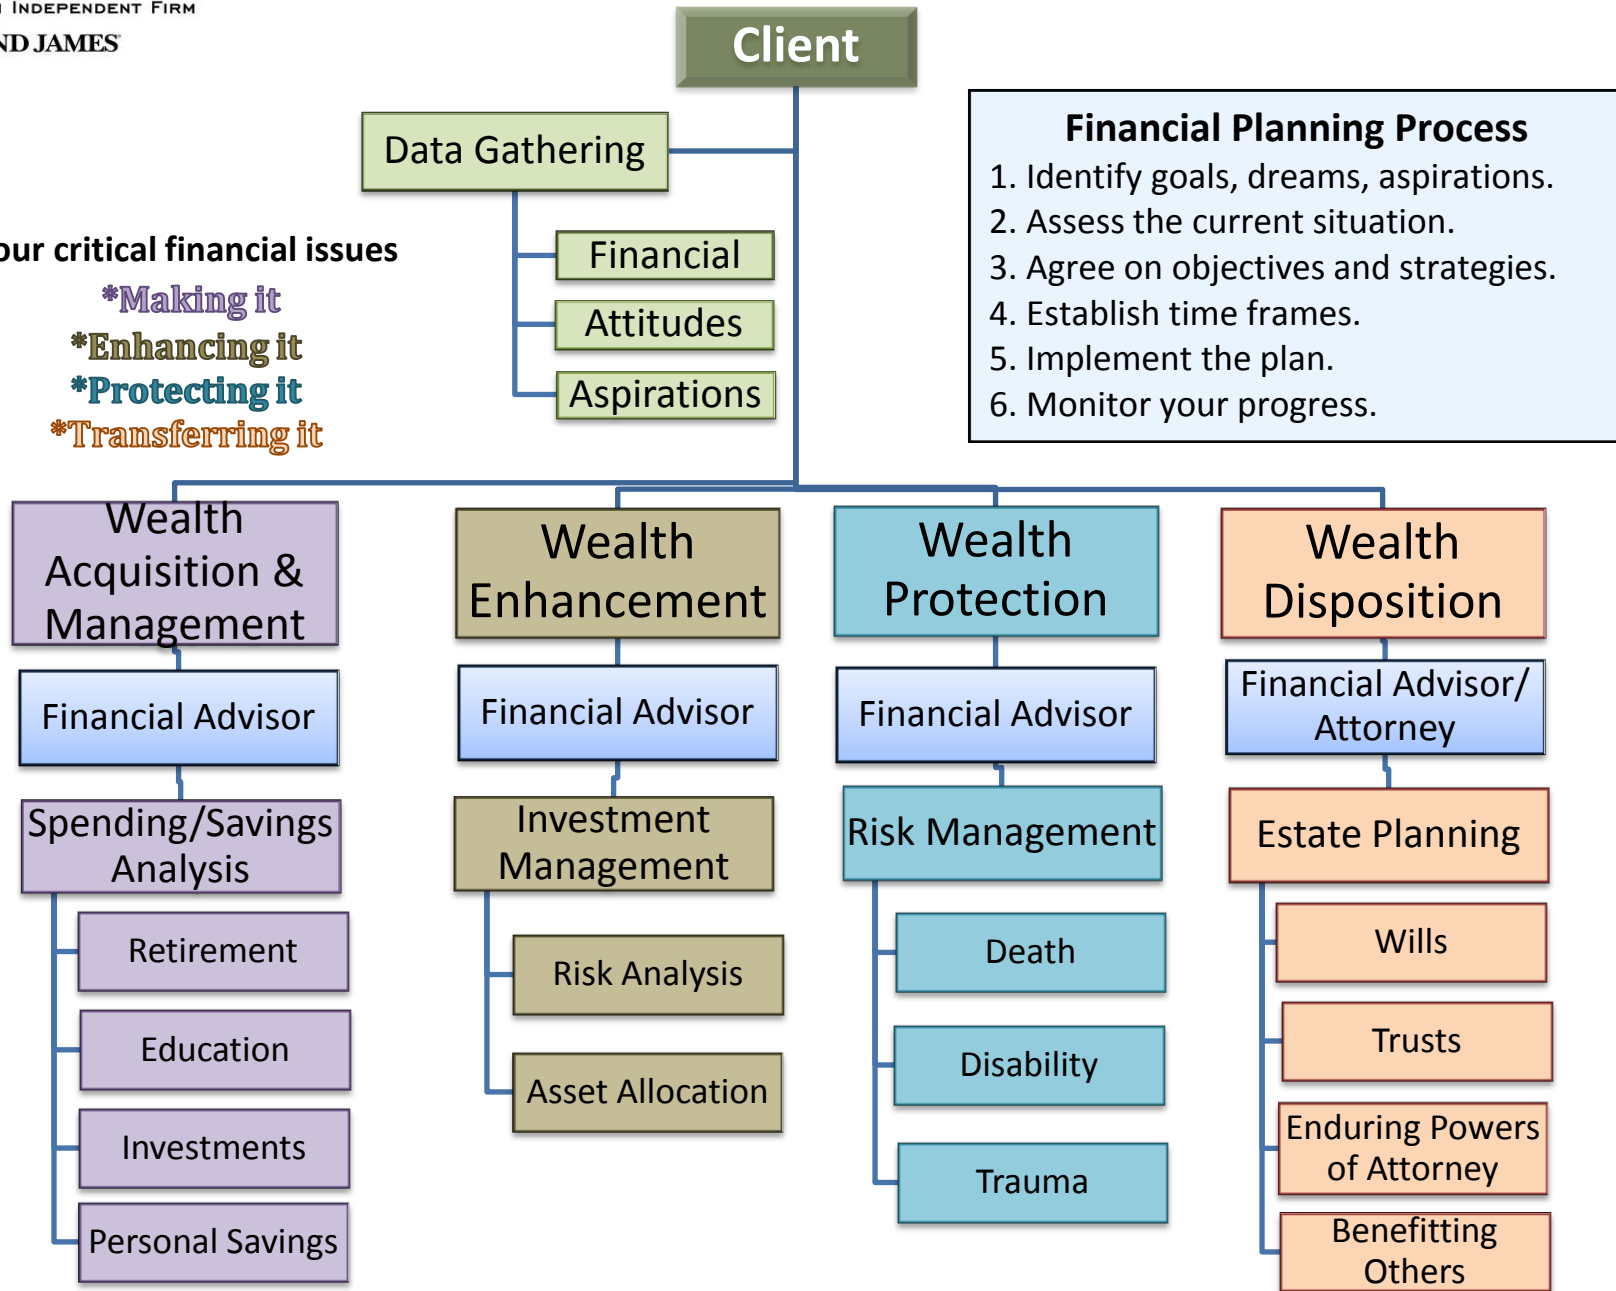 INDEPENDENT FIRM
ND JAMES
Client
Data Gathering
Financial
Attitudes
Aspirations
Financial Planning Process
1. Identify goals, dreams, aspirations.
2. Assess the current situation.
3. Agree on objectives and strategies.
4. Establish time frames.
5. Implement the plan.
6. Monitor your progress.
our critical financial issues
*Making it
*Enhancing it
*Protecting it
*Transferring it
Wealth
Acquisition &
Management
Financial Advisor
Spending/Savings
Analysis
Retirement
Education
Investments
Personal Savings
Wealth
Enhancement
Financial Advisor
Investment
Management
Risk Analysis
Asset Allocation
Wealth
Protection
Financial Advisor
Risk Management
Death
Disability
Trauma
Wealth
Disposition
Financial Advisor/
Attorney
Estate Planning
Wills
Trusts
Enduring Powers
of Attorney
Benefitting
Others